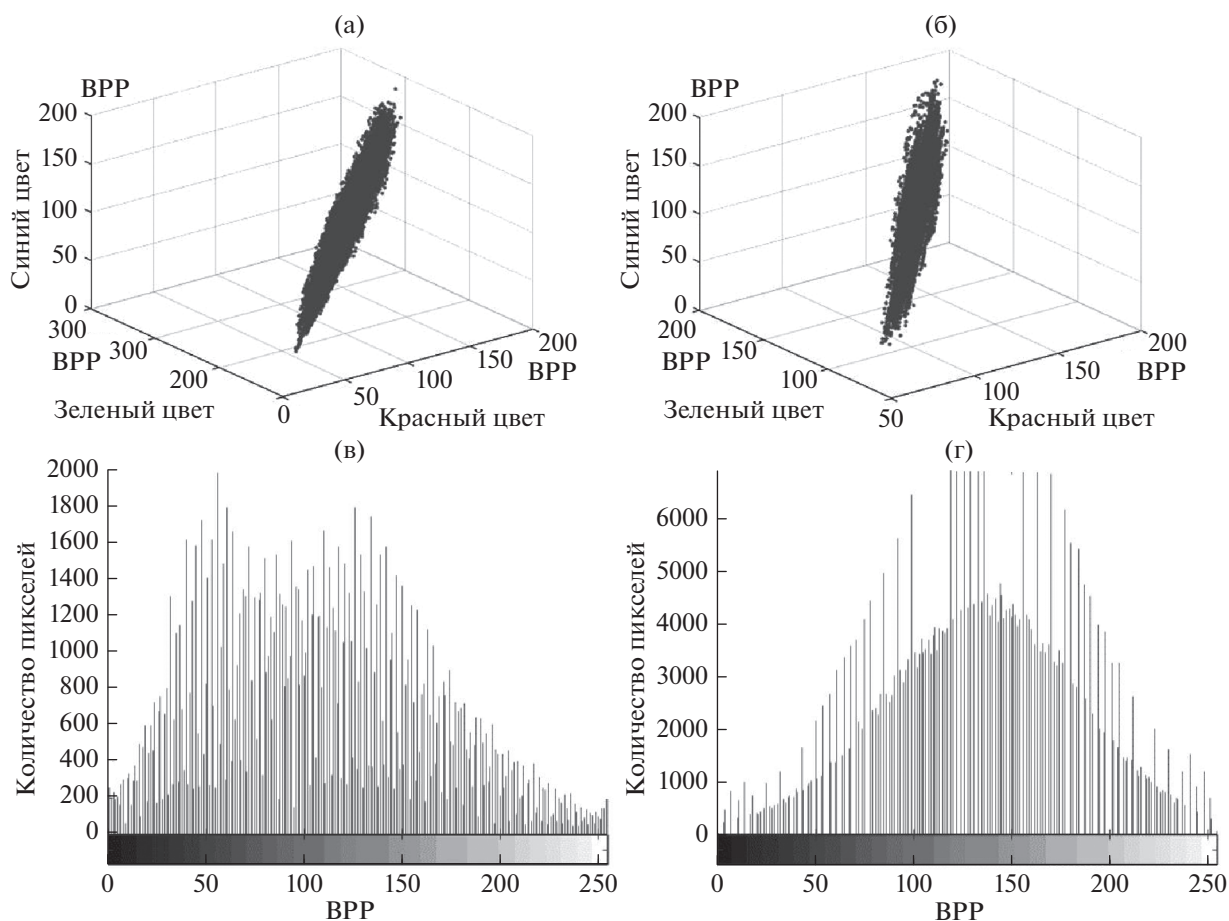 (а)
BPP
200
150
100
50
0
Синий цвет
300
300
200
BPP
Зеленый цвет
0
50
100
150
200
BPP
Красный цвет
(б)
BPP
200
150
100
50
0
Синий цвет
200
150
100
BPP
Зеленый цвет
50
100
150
200
BPP
Красный цвет
(в)
2000
1800
1600
1400
1200
1000
800
600
400
200
0
Количество пикселей
0 50 100 150 200 250
BPP
(г)
6000
5000
4000
3000
2000
1000
0
Количество пикселей
0 50 100 150 200 250
BPP